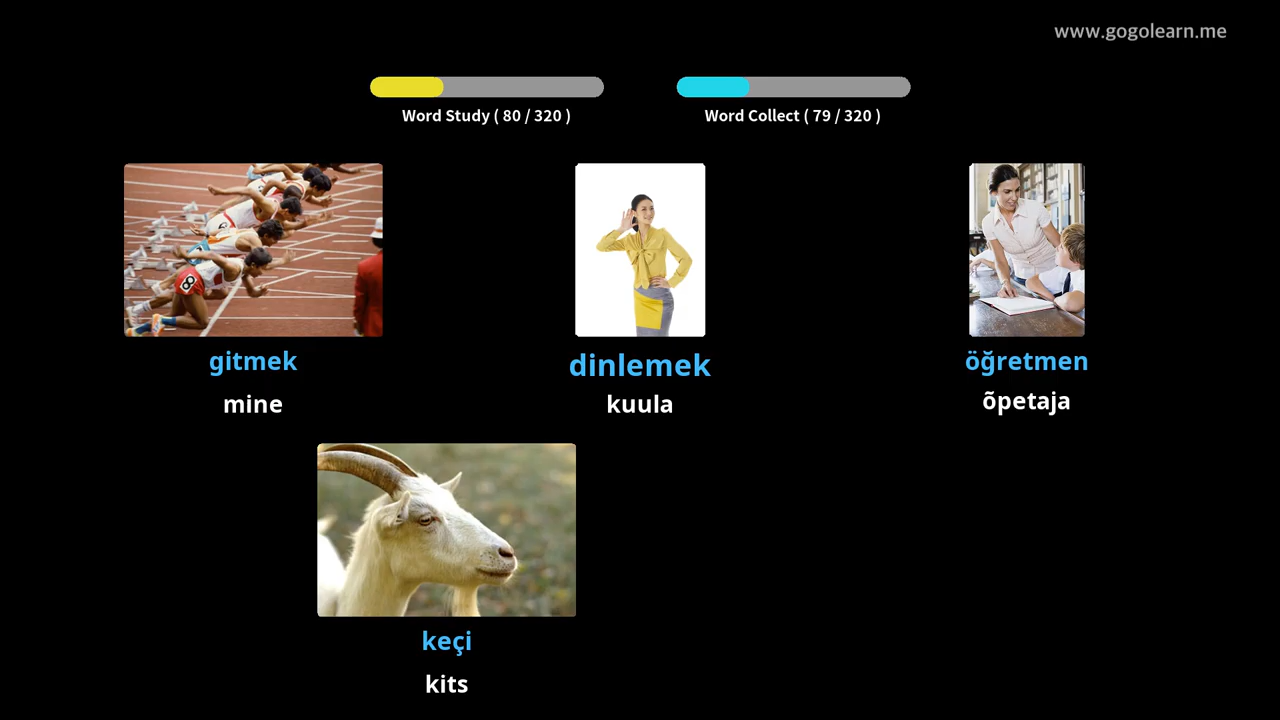 www.gogolearn.me
Word Study ( 80 / 320 )
Word Collect ( 79 / 320 )
gitmek
dinlemek
öğretmen
mine
kuula
õpetaja
keçi
kits